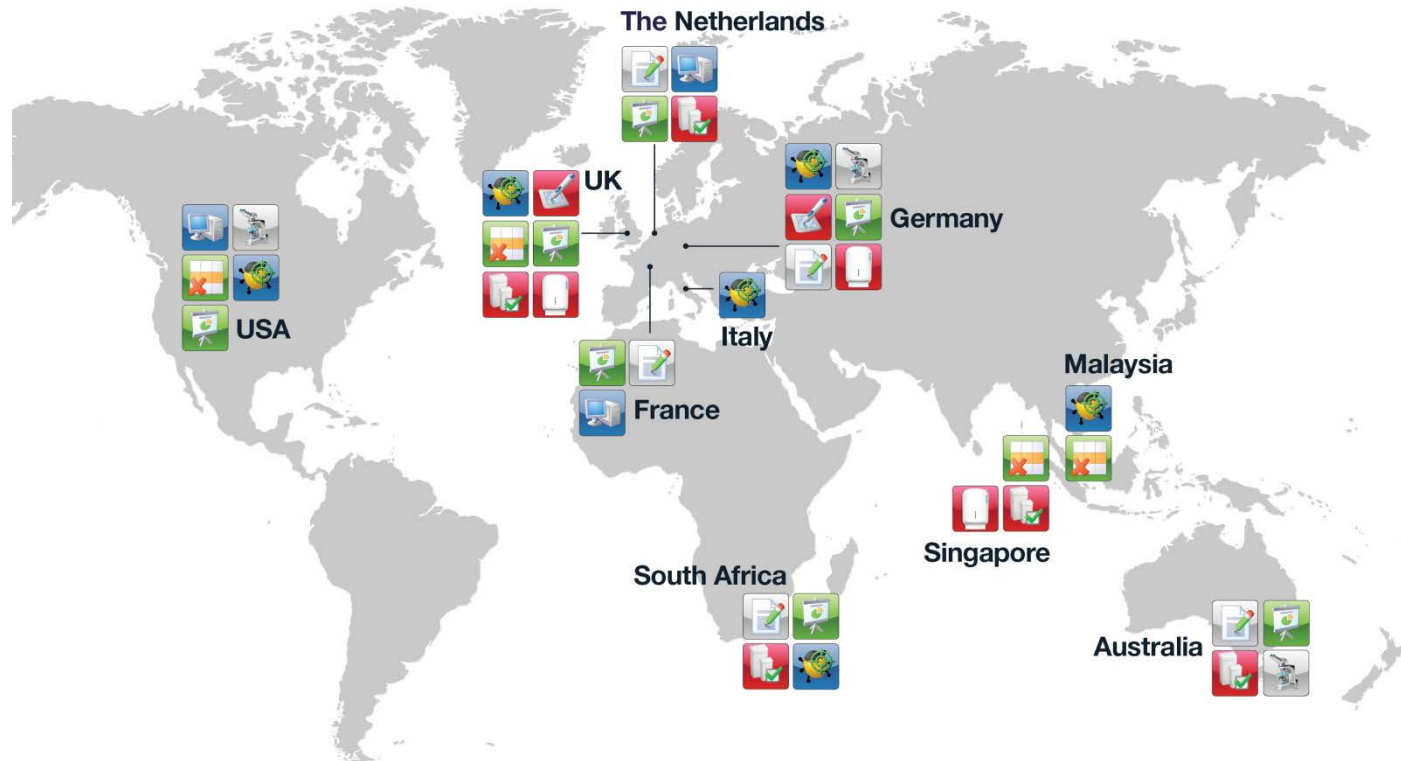 The Netherlands
UK
Germany
USA
Italy
Malaysia
France
Singapore
South Africa
Australia